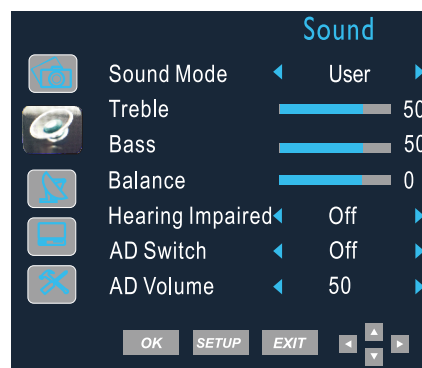 Sound
Sound Mode User
Treble 50
Bass 50
Balance 0
Hearing Impaired Off
AD Switch Off
AD Volume 50
OK SETUP EXIT